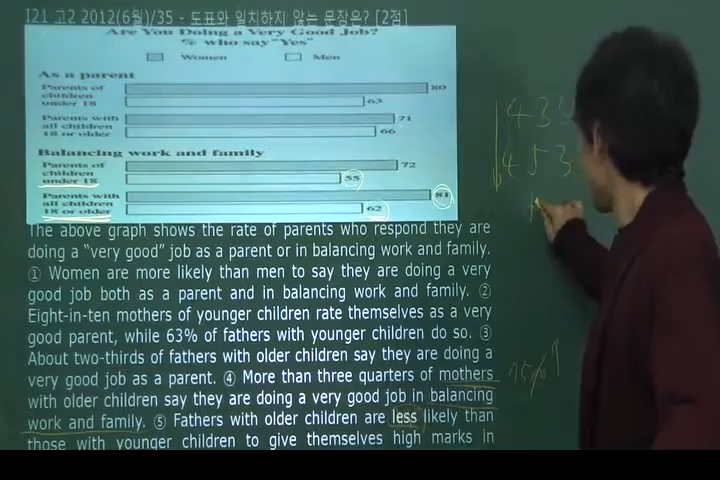 I21 고2 2012(6월)/35 - 도표와 일치하지 않는 문장은? [2점]
Are You Doing a Very Good Job?
% who say "Yes"
Women Men
As a parent
Parents of children under 18 80
63
Parents with all children 18 or older 71
66
Balancing work and family
Parents of children under 18 72
55
Parents with all children 18 or older 81
62
The above graph shows the rate of parents who respond they are
doing a “very good” job as a parent or in balancing work and family.
① Women are more likely than men to say they are doing a very
good job both as a parent and in balancing work and family. ②
Eight-in-ten mothers of younger children rate themselves as a very
good parent, while 63% of fathers with younger children do so. ③
About two-thirds of fathers with older children say they are doing a
very good job as a parent. ④ More than three quarters of mothers
with older children say they are doing a very good job in balancing
work and family. ⑤ Fathers with older children are less likely than
those with younger children to give themselves high marks in
4 3
4 5 3